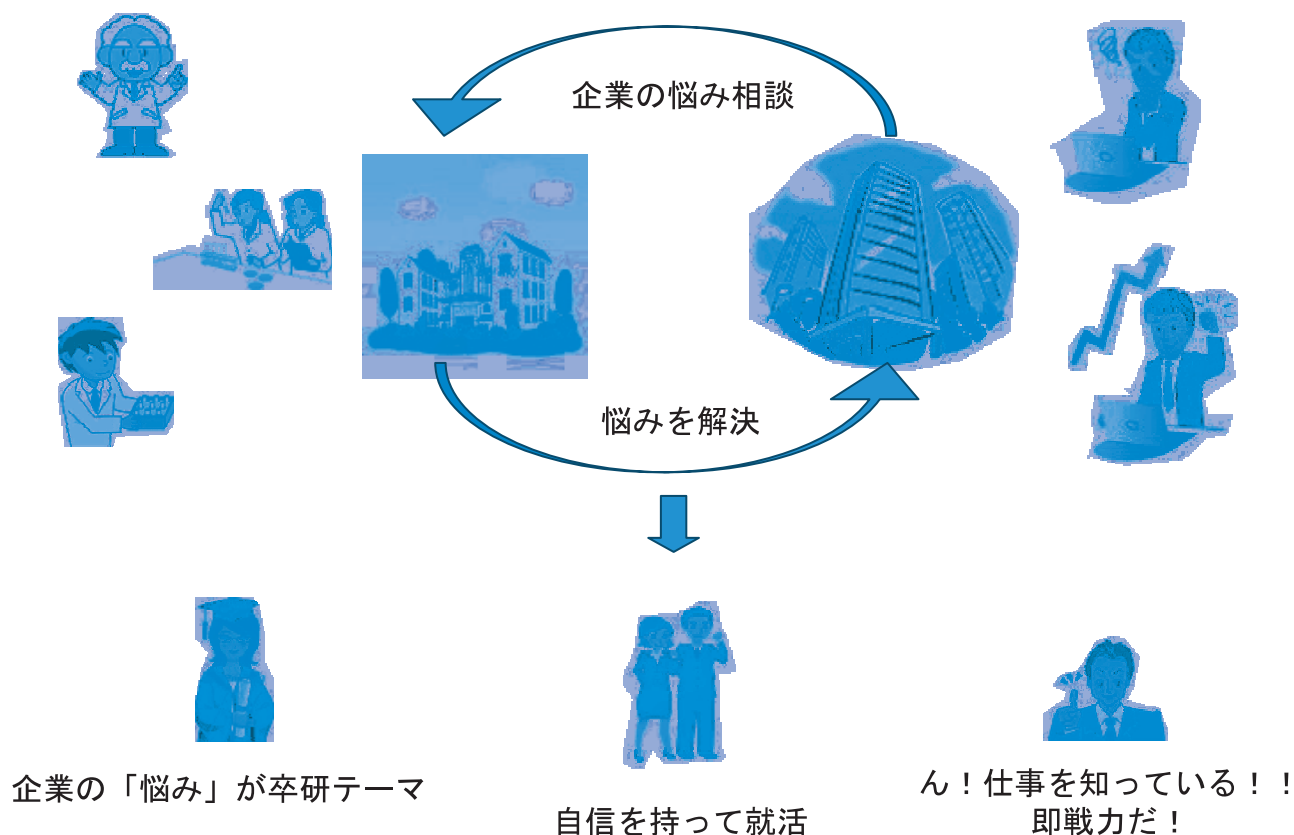 企業の悩み相談
悩みを解決
企業の「悩み」が卒研テーマ
自信を持って就活
ん！仕事を知っている！！
即戦力だ！